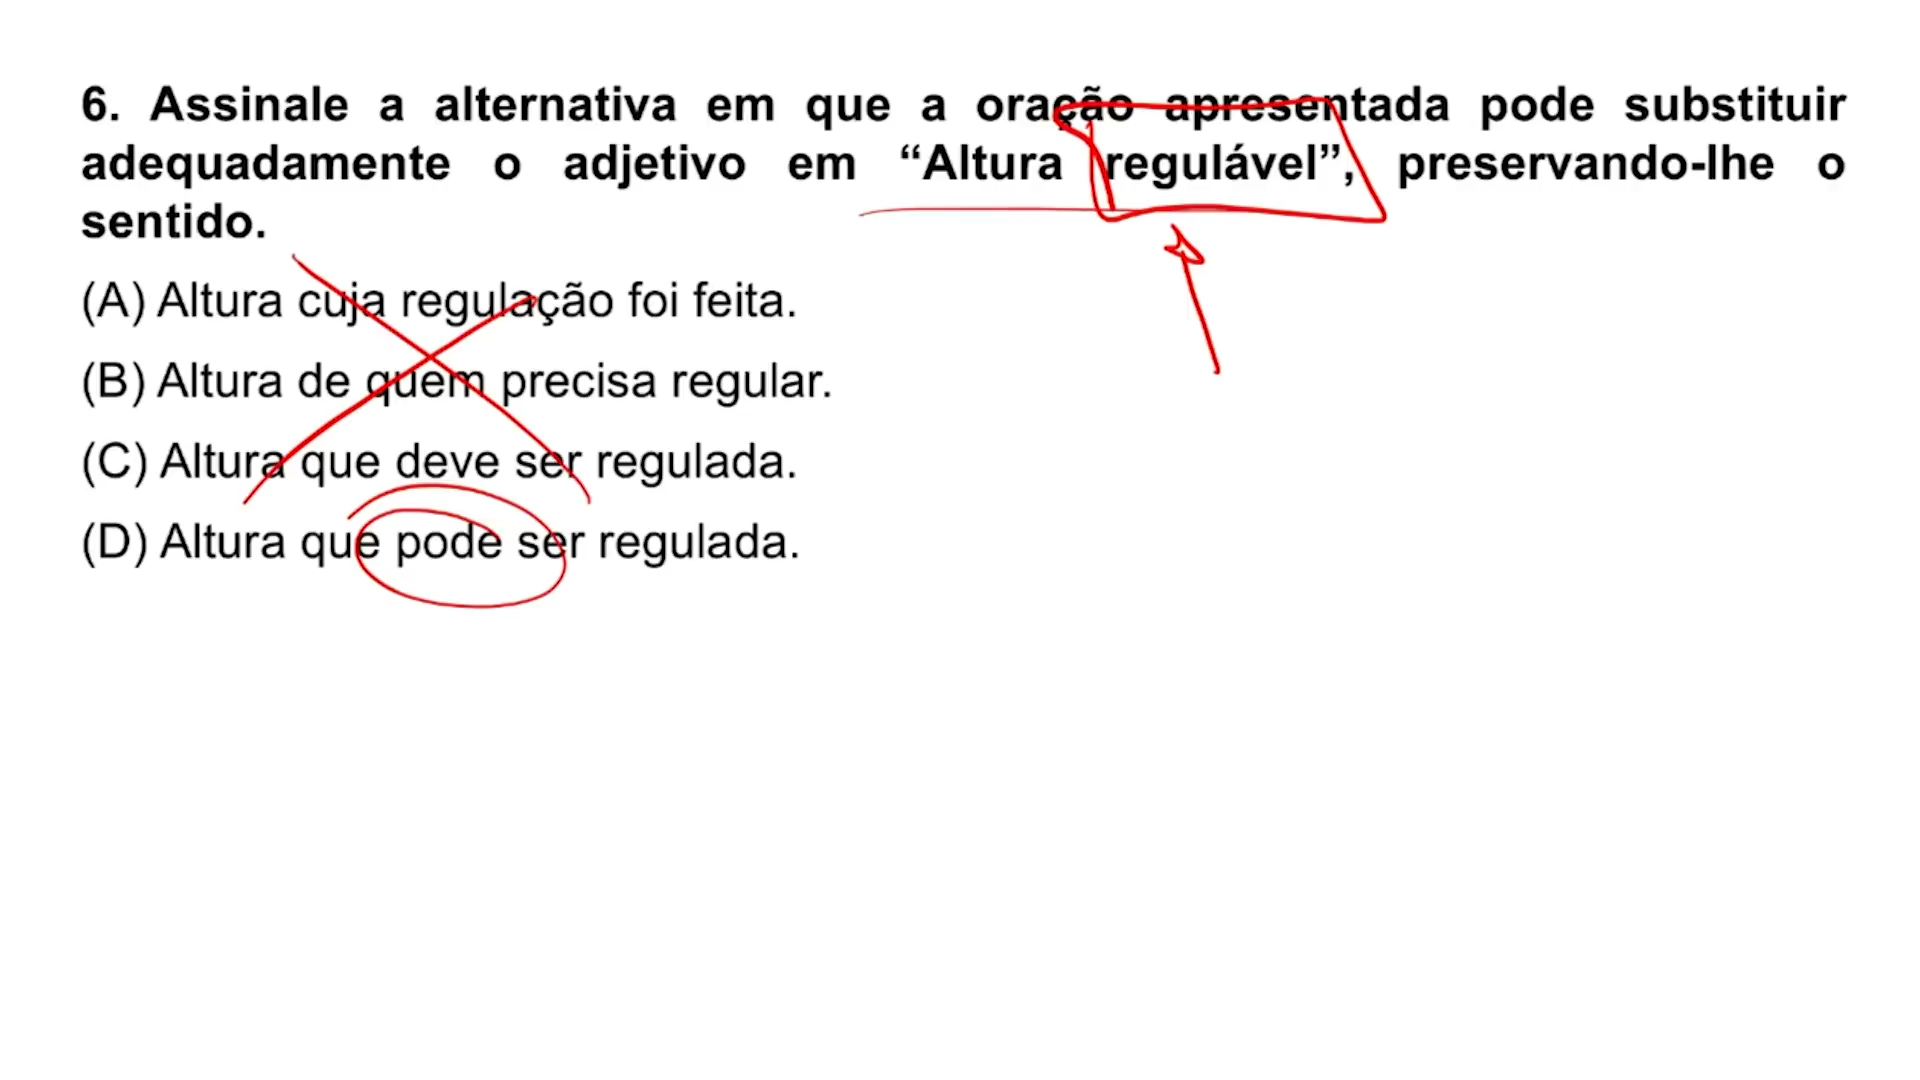 6. Assinale a alternativa em que a oração apresentada pode substituir
adequadamente o adjetivo em “Altura regulável”, preservando-lhe o
sentido.
(A) Altura cuja regulação foi feita.
(B) Altura de quem precisa regular.
(C) Altura que deve ser regulada.
(D) Altura que pode ser regulada.